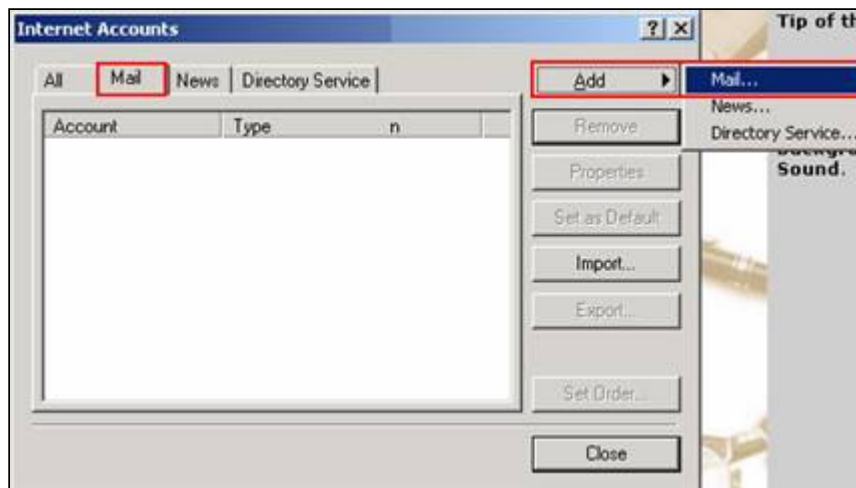 Internet Accounts
Tip of th
All Mail News Directory Service
Add
Mail...
News...
Directory Service...
Account Type n
Remove
Sound.
Properties
Set as Default
Import...
Export...
Set Order...
Close